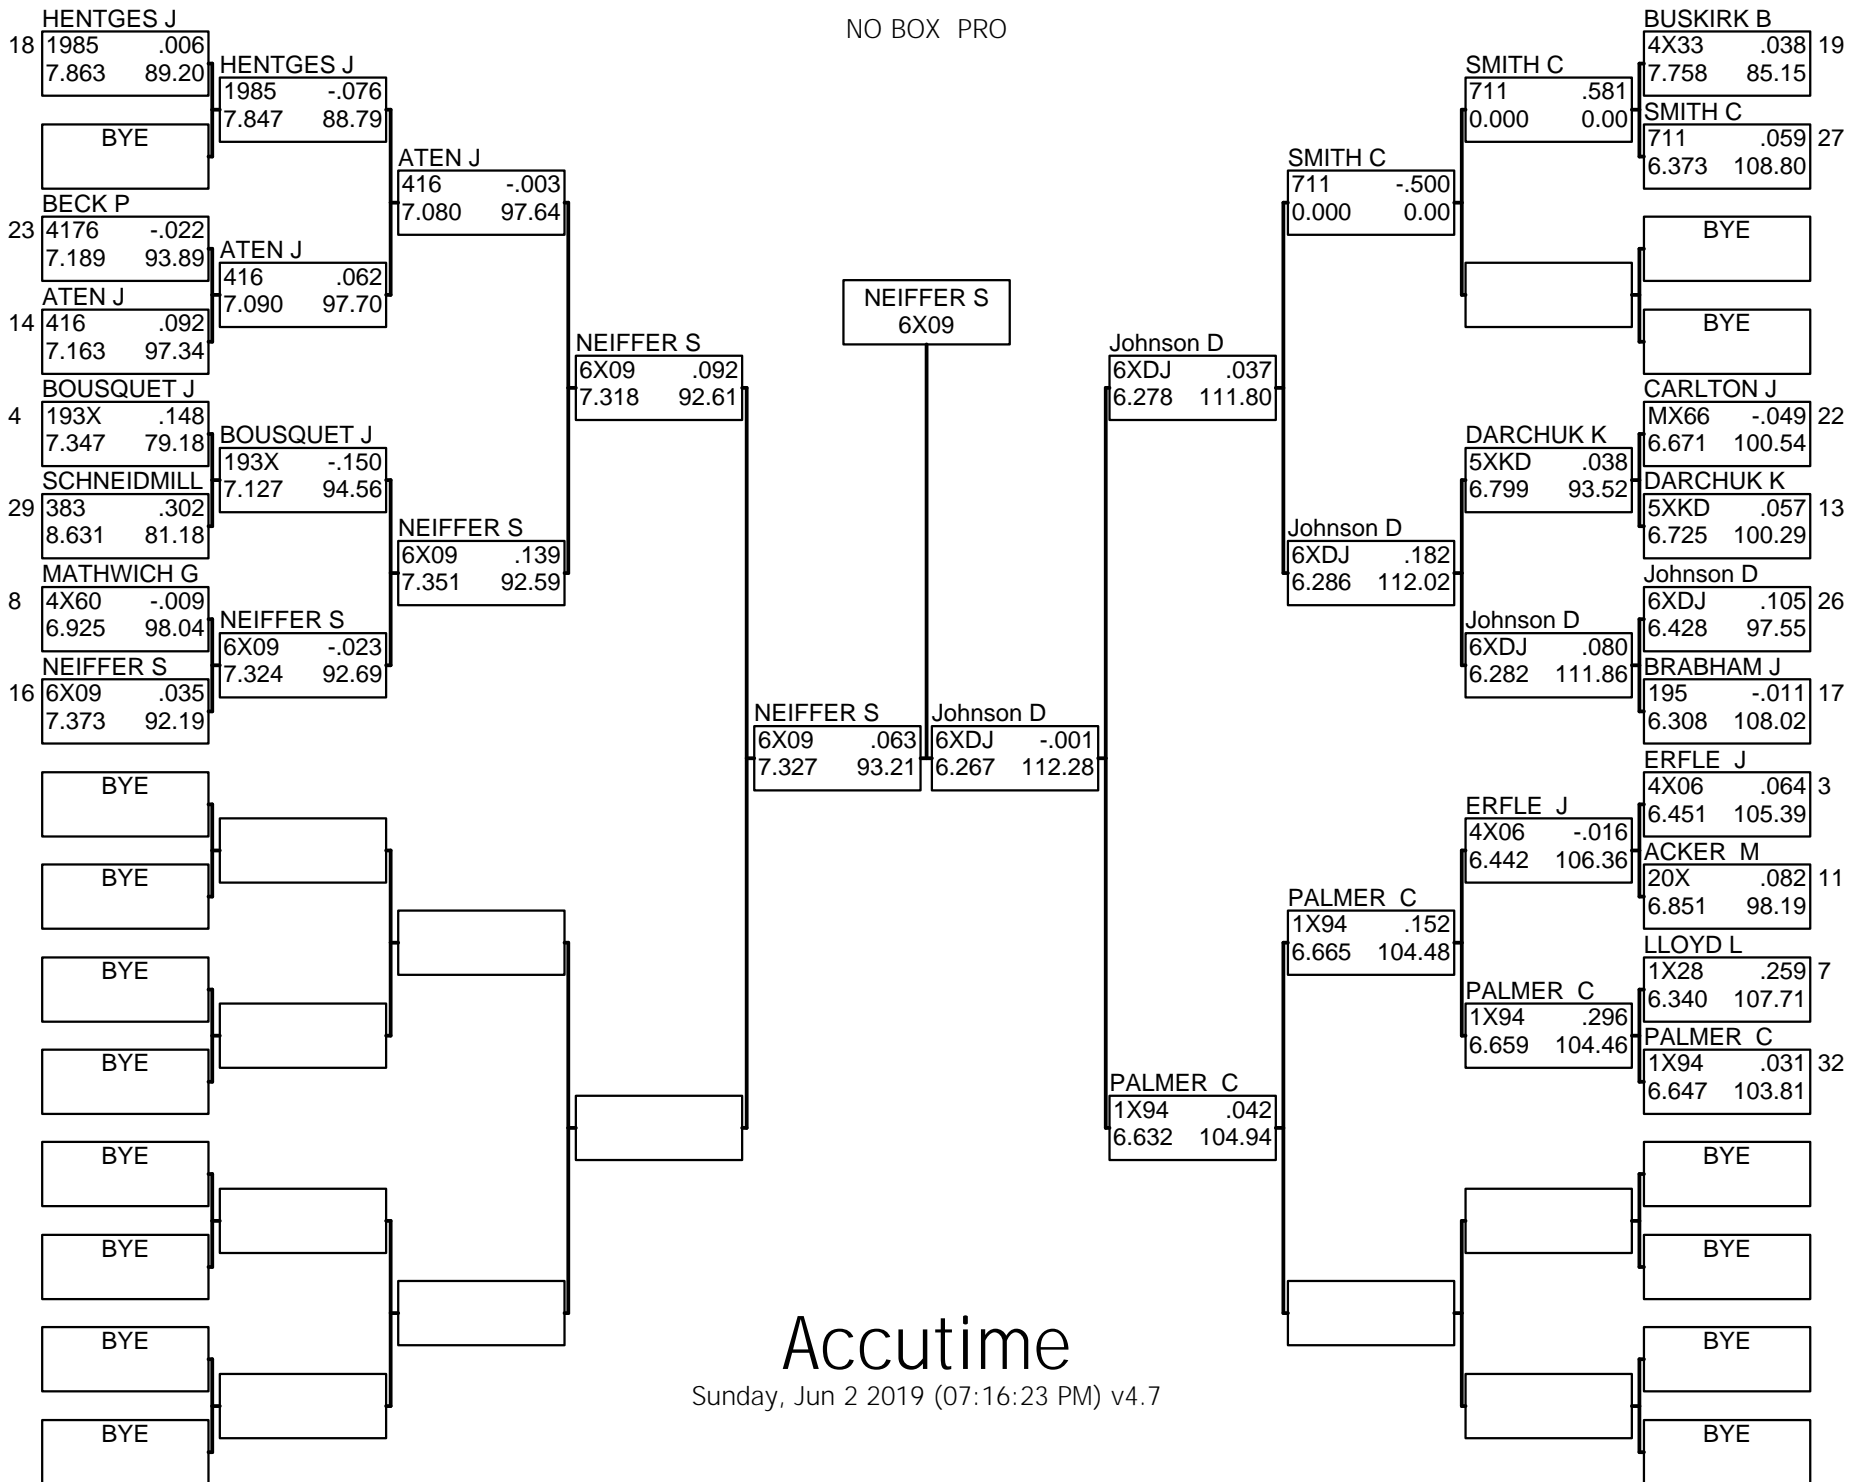 NO BOX PRO
HENTGES J
18 1985 .006
7.863 89.20
BYE
BECK P
23 4176 -.022
7.189 93.89
ATEN J
14 416 .092
7.163 97.34
BOUSQUET J
4 193X .148
7.347 79.18
SCHNEIDMILL
29 383 .302
8.631 81.18
MATHWICH G
8 4X60 -.009
6.925 98.04
NEIFFER S
16 6X09 .035
7.373 92.19
BYE
BYE
BYE
BYE
BYE
BYE
BYE
BYE
HENTGES J
1985 -.076
7.847 88.79
ATEN J
416 .062
7.090 97.70
BOUSQUET J
193X -.150
7.127 94.56
NEIFFER S
6X09 -.023
7.324 92.69
ATEN J
416 -.003
7.080 97.64
NEIFFER S
6X09 .139
7.351 92.59
NEIFFER S
6X09 .092
7.318 92.61
NEIFFER S
6X09 .063
7.327 93.21
NEIFFER S
6X09
Johnson D
6XDJ -.001
6.267 112.28
Johnson D
6XDJ .037
6.278 111.80
PALMER C
1X94 .042
6.632 104.94
SMITH C
711 -.500
0.000 0.00
Johnson D
6XDJ .182
6.286 112.02
PALMER C
1X94 .152
6.665 104.48
SMITH C
711 .581
0.000 0.00
DARCHUK K
5XKD .038
6.799 93.52
Johnson D
6XDJ .080
6.282 111.86
ERFLE J
4X06 -.016
6.442 106.36
PALMER C
1X94 .296
6.659 104.46
BUSKIRK B
4X33 .038 19
7.758 85.15
SMITH C
711 .059 27
6.373 108.80
BYE
BYE
CARLTON J
MX66 -.049 22
6.671 100.54
DARCHUK K
5XKD .057 13
6.725 100.29
Johnson D
6XDJ .105 26
6.428 97.55
BRABHAM J
195 -.011 17
6.308 108.02
ERFLE J
4X06 .064 3
6.451 105.39
ACKER M
20X .082 11
6.851 98.19
LLOYD L
1X28 .259 7
6.340 107.71
PALMER C
1X94 .031 32
6.647 103.81
BYE
BYE
BYE
BYE
Accutime
Sunday, Jun 2 2019 (07:16:23 PM) v4.7